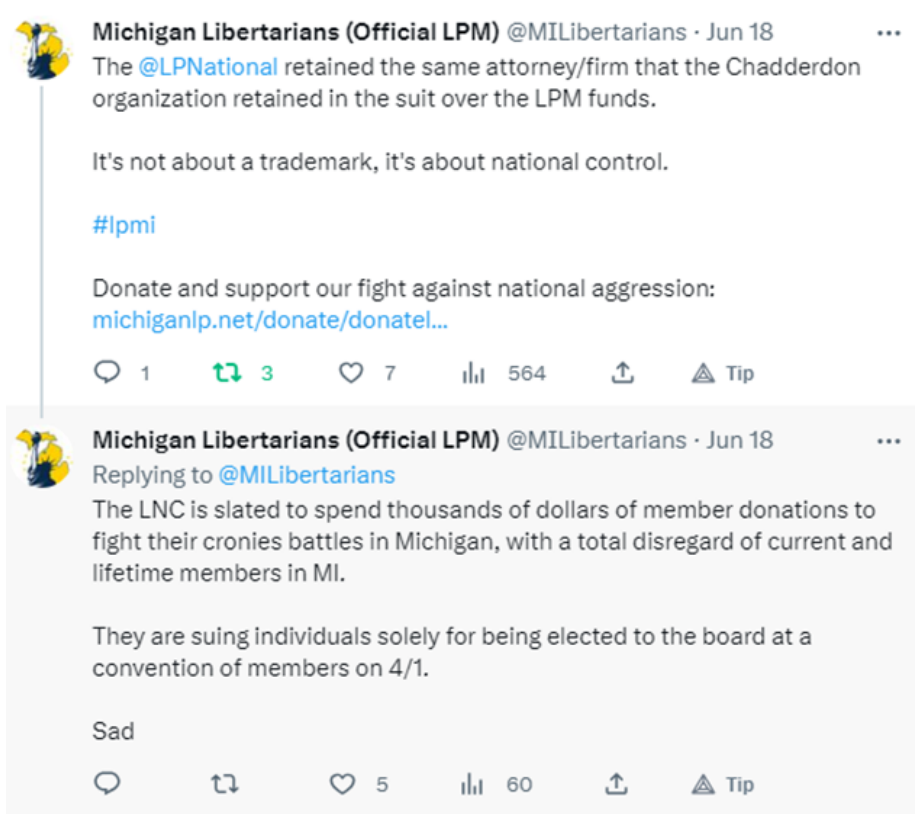 Michigan Libertarians (Official LPM) @MILibertarians · Jun 18 ...
The @LPNational retained the same attorney/firm that the Chadderdon
organization retained in the suit over the LPM funds.
It's not about a trademark, it's about national control.
#lpmi
Donate and support our fight against national aggression:
michiganlp.net/donate/donatel...
1 3 7 564 Tip
Michigan Libertarians (Official LPM) @MILibertarians · Jun 18 ...
Replying to @MILibertarians
The LNC is slated to spend thousands of dollars of member donations to
fight their cronies battles in Michigan, with a total disregard of current and
lifetime members in MI.
They are suing individuals solely for being elected to the board at a
convention of members on 4/1.
Sad
5 60 Tip